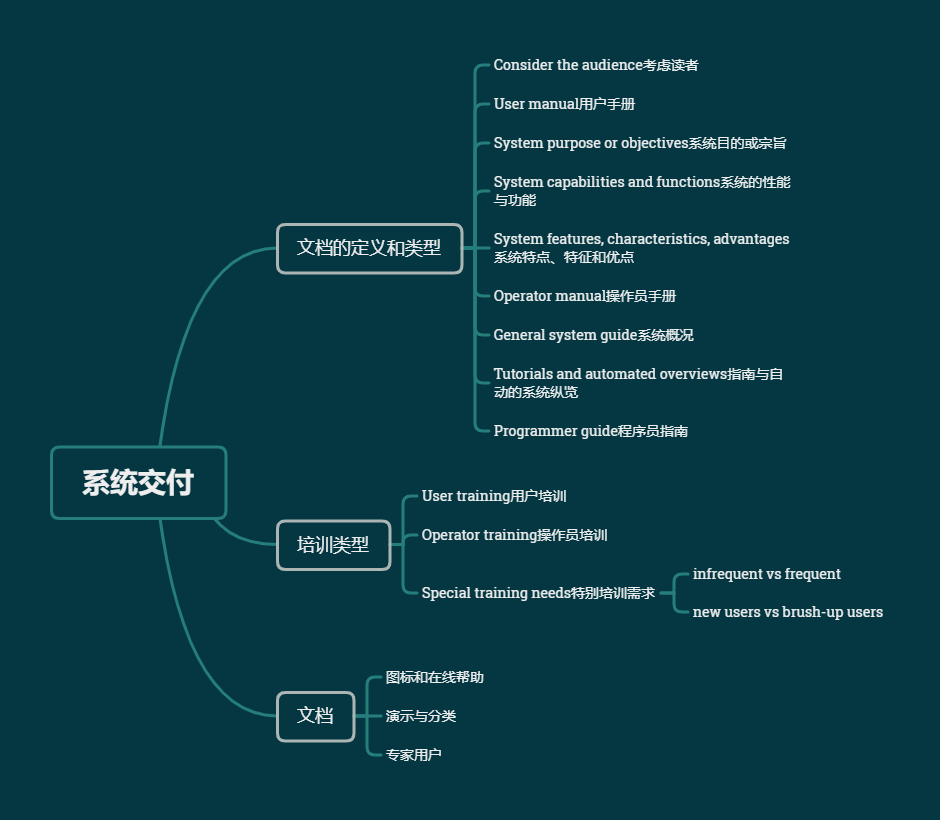 Consider the audience考虑读者
User manual用户手册
System purpose or objectives系统目的或宗旨
System capabilities and functions系统的性能
与功能
文档的定义和类型
System features, characteristics, advantages
系统特点、特征和优点
Operator manual操作员手册
General system guide系统概况
Tutorials and automated overviews指南与自
动的系统纵览
Programmer guide程序员指南
系统交付
培训类型
User training用户培训
Operator training操作员培训
Special training needs特别培训需求
infrequent vs frequent
new users vs brush-up users
文档
图标和在线帮助
演示与分类
专家用户